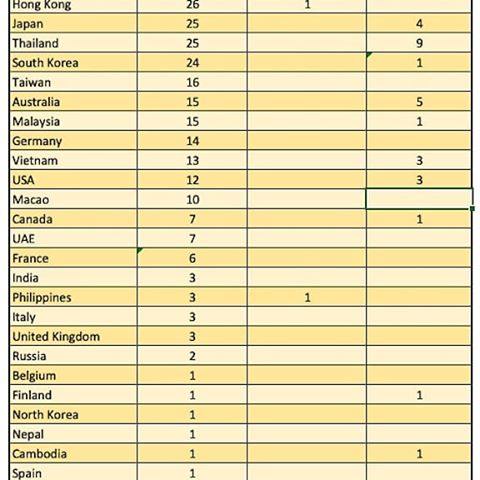 Hong Kong 26 1
Japan 25 4
Thailand 25 9
South Korea 24 1
Taiwan 16
Australia 15 5
Malaysia 15 1
Germany 14
Vietnam 13 3
USA 12 3
Macao 10
Canada 7 1
UAE 7
France 6
India 3
Philippines 3 1
Italy 3
United Kingdom 3
Russia 2
Belgium 1
Finland 1 1
North Korea 1
Nepal 1
Cambodia 1 1
Spain 1